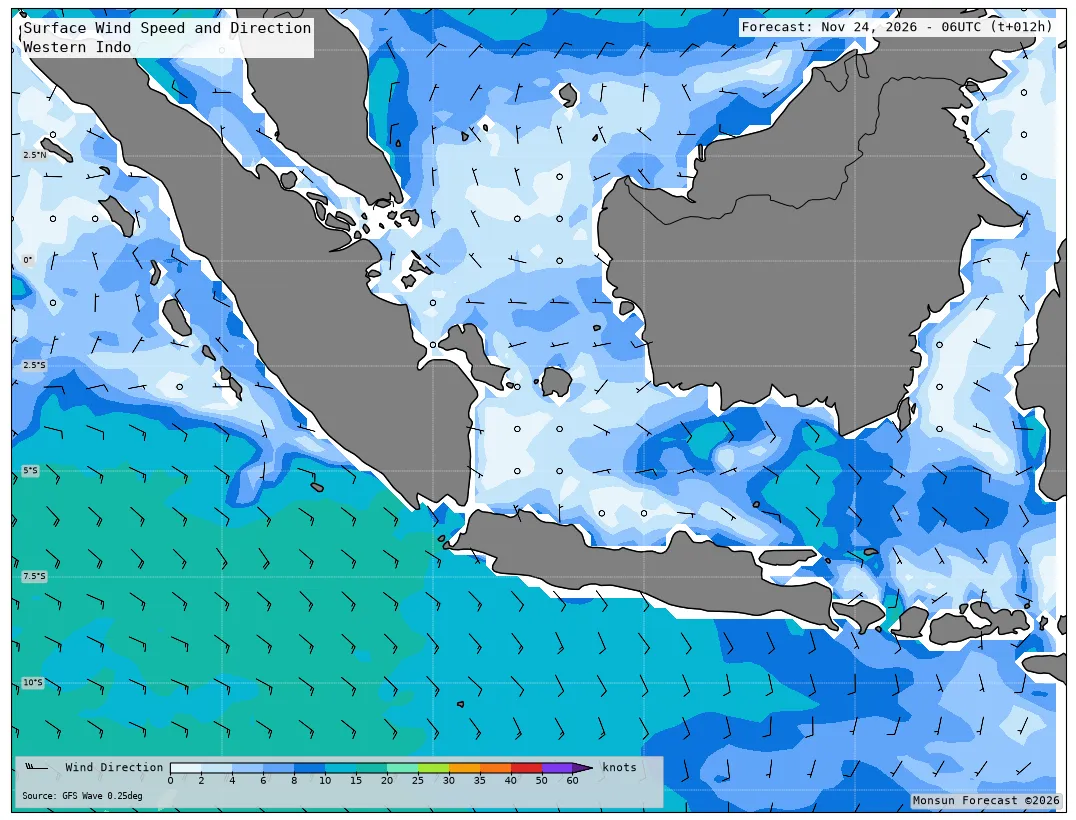 Surface Wind Speed and Direction
Western Indo
Forecast: Nov 24, 2026 - 06UTC (t+012h)
2.5°N
0°
2.5°S
5°S
7.5°S
10°S
Wind Direction
0 2 4 6 8 10 15 20 25 30 35 40 50 60
knots
Source: GFS Wave 0.25deg
Monsun Forecast ©2026